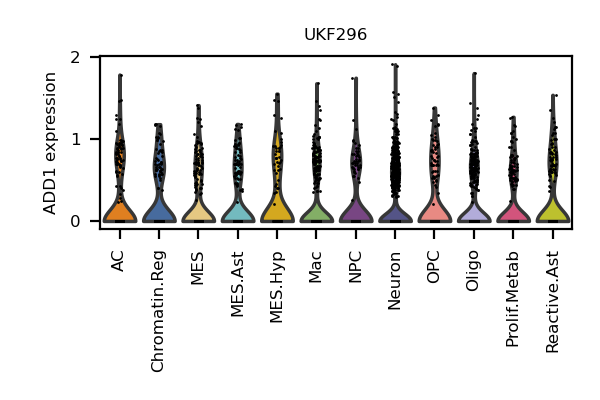 UKF296
ADD1 expression
2
1
0
AC
Chromatin.Reg
MES
MES.Ast
MES.Hyp
Mac
NPC
Neuron
OPC
Oligo
Prolif.Metab
Reactive.Ast